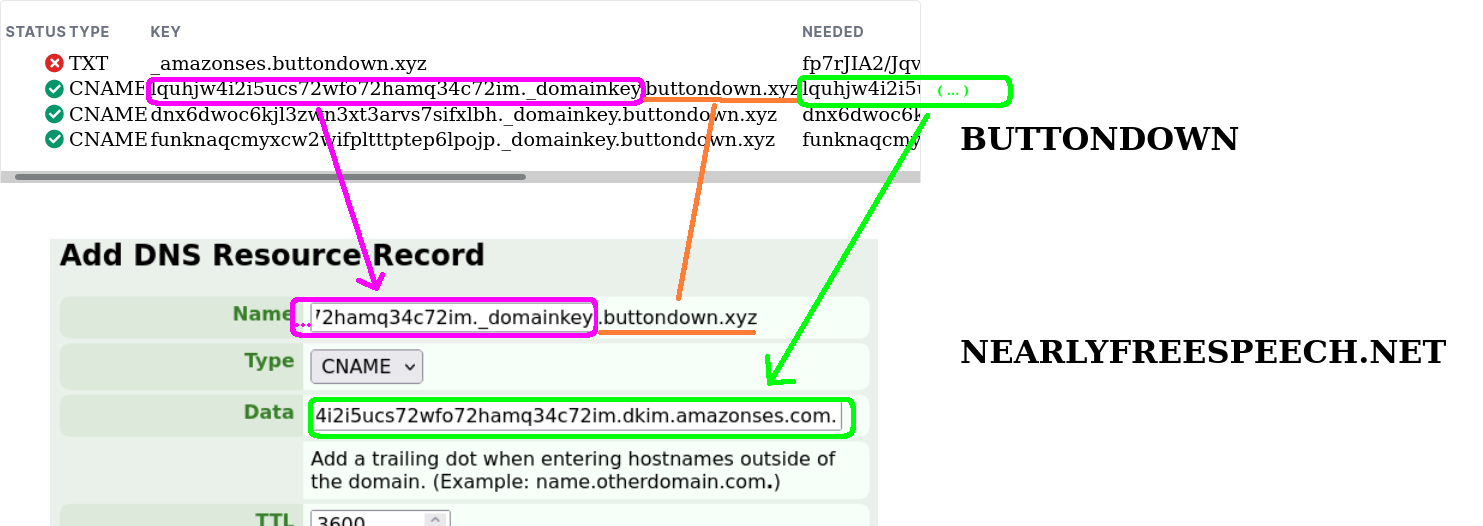 STATUS TYPE KEY NEEDED
TXT _amazonses.buttondown.xyz fp7rJIA2/Jqv
CNAME lquhjw4i2i5ucs72wfo72hamq34c72im._domainkey.buttondown.xyz lquhjw4i2i5u (...)
CNAME dnx6dwoc6kjl3zwn3xt3arvs7sifxlbh._domainkey.buttondown.xyz dnx6dwoc6k
CNAME funknaqcmyxcw2vifpltttptep6lpojp._domainkey.buttondown.xyz funknaqcmy
BUTTONDOWN
Add DNS Resource Record
Name ...72hamq34c72im._domainkey .buttondown.xyz
NEARLYFREESPEECH.NET
Type CNAME
Data 4i2i5ucs72wfo72hamq34c72im.dkim.amazonses.com.
Add a trailing dot when entering hostnames outside of
the domain. (Example: name.otherdomain.com.)
TTL 3600